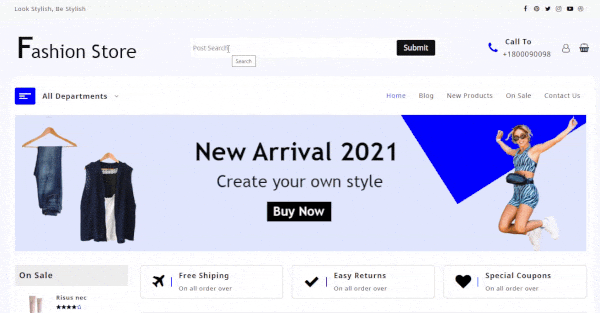 Look Stylish, Be Stylish
Fashion Store
Post Search
Submit
Search
Call To
+1800090098
All Departments
Home
Blog
New Products
On Sale
Contact Us
New Arrival 2021
Create your own style
Buy Now
On Sale
Free Shiping
On all order over
Easy Returns
On all order over
Special Coupons
On all order over
Risus nec